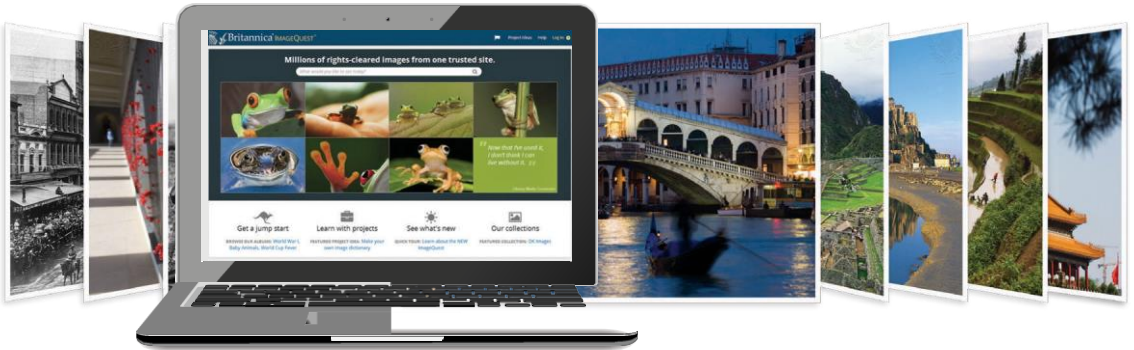 Britannica ImageQuest
Project Ideas Help Log In
Millions of rights-cleared images from one trusted site.
What would you like to see today?
Now that I've used it,
I don't think I can
live without it.
Get a jump start
Learn with projects
See what's new
Our collections
BROWSE OUR ALBUMS: World War I,
Baby Animals, World Cup Fever
FEATURED PROJECT IDEA: Make your
own image dictionary.
QUICK TOUR: Learn about the NEW
ImageQuest
FEATURED COLLECTION: DK Images